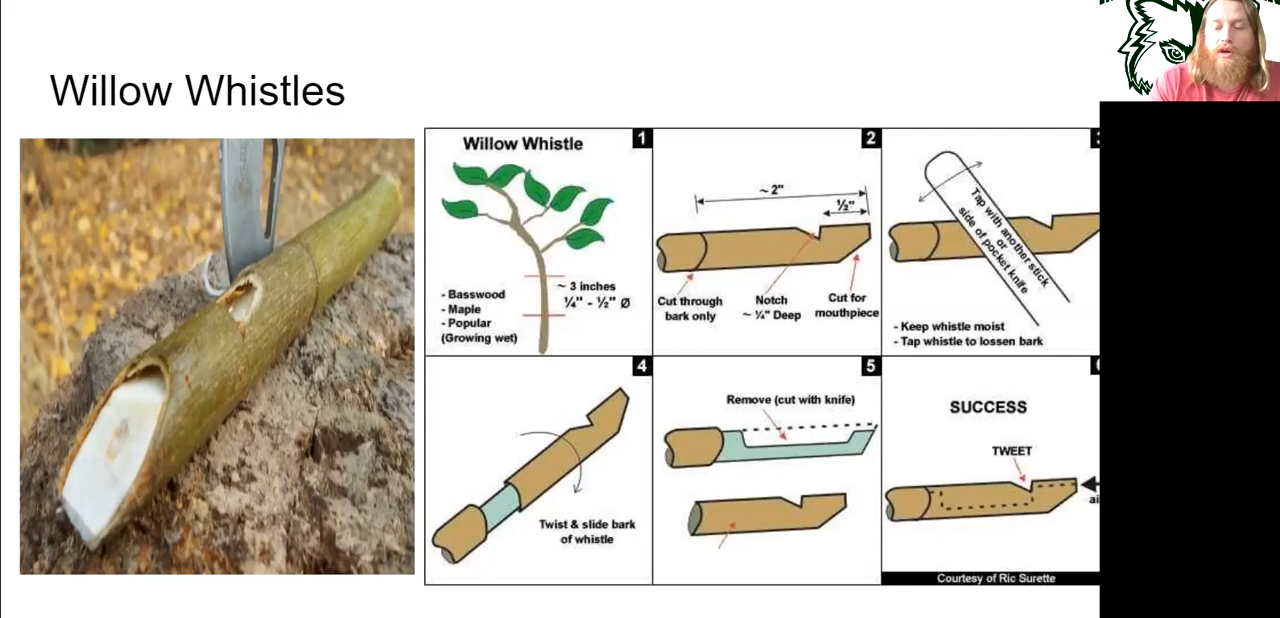 Willow Whistles
1
Willow Whistle
~ 3 inches
¼" - ½" Ø
- Basswood
- Maple
- Popular
(Growing wet)
2
~ 2"
½"
Cut through
bark only
Notch
~ ¼" Deep
Cut for
mouthpiece
3
Tap with another stick
or
side of pocket knife
- Keep whistle moist
- Tap whistle to lossen bark
4
Twist & slide bark
of whistle
5
Remove (cut with knife)
SUCCESS
TWEET
Courtesy of Ric Surette